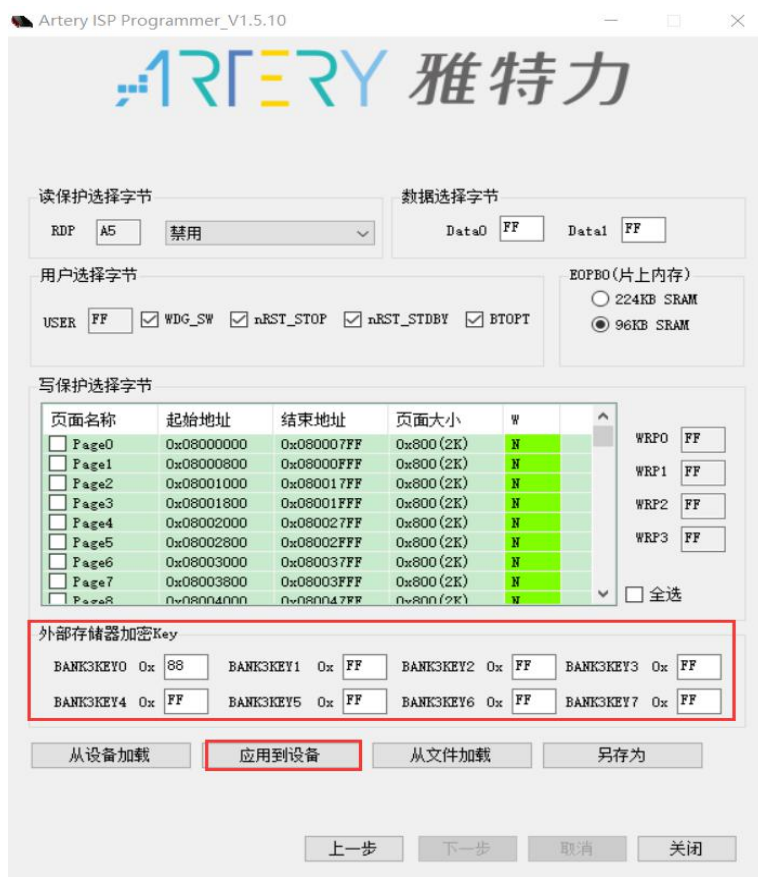 Artery ISP Programmer_V1.5.10
ARTERY 雅特力
读保护选择字节
RDP A5 禁用
数据选择字节
Data0 FF Data1 FF
用户选择字节
USER FF WDG_SW nRST_STOP nRST_STDBY BTOPT
EOPB0(片上内存)
224KB SRAM
96KB SRAM
写保护选择字节
页面名称 起始地址 结束地址 页面大小 W
Page0 0x08000000 0x080007FF 0x800(2K) N
Page1 0x08000800 0x08000FFF 0x800(2K) N
Page2 0x08001000 0x080017FF 0x800(2K) N
Page3 0x08001800 0x08001FFF 0x800(2K) N
Page4 0x08002000 0x080027FF 0x800(2K) N
Page5 0x08002800 0x08002FFF 0x800(2K) N
Page6 0x08003000 0x080037FF 0x800(2K) N
Page7 0x08003800 0x08003FFF 0x800(2K) N
Page8 0x08004000 0x080047FF 0x800(2K) N
WRP0 FF
WRP1 FF
WRP2 FF
WRP3 FF
全选
外部存储器加密Key
BANK3KEY0 0x 88 BANK3KEY1 0x FF BANK3KEY2 0x FF BANK3KEY3 0x FF
BANK3KEY4 0x FF BANK3KEY5 0x FF BANK3KEY6 0x FF BANK3KEY7 0x FF
从设备加载 应用到设备 从文件加载 另存为
上一步 下一步 取消 关闭